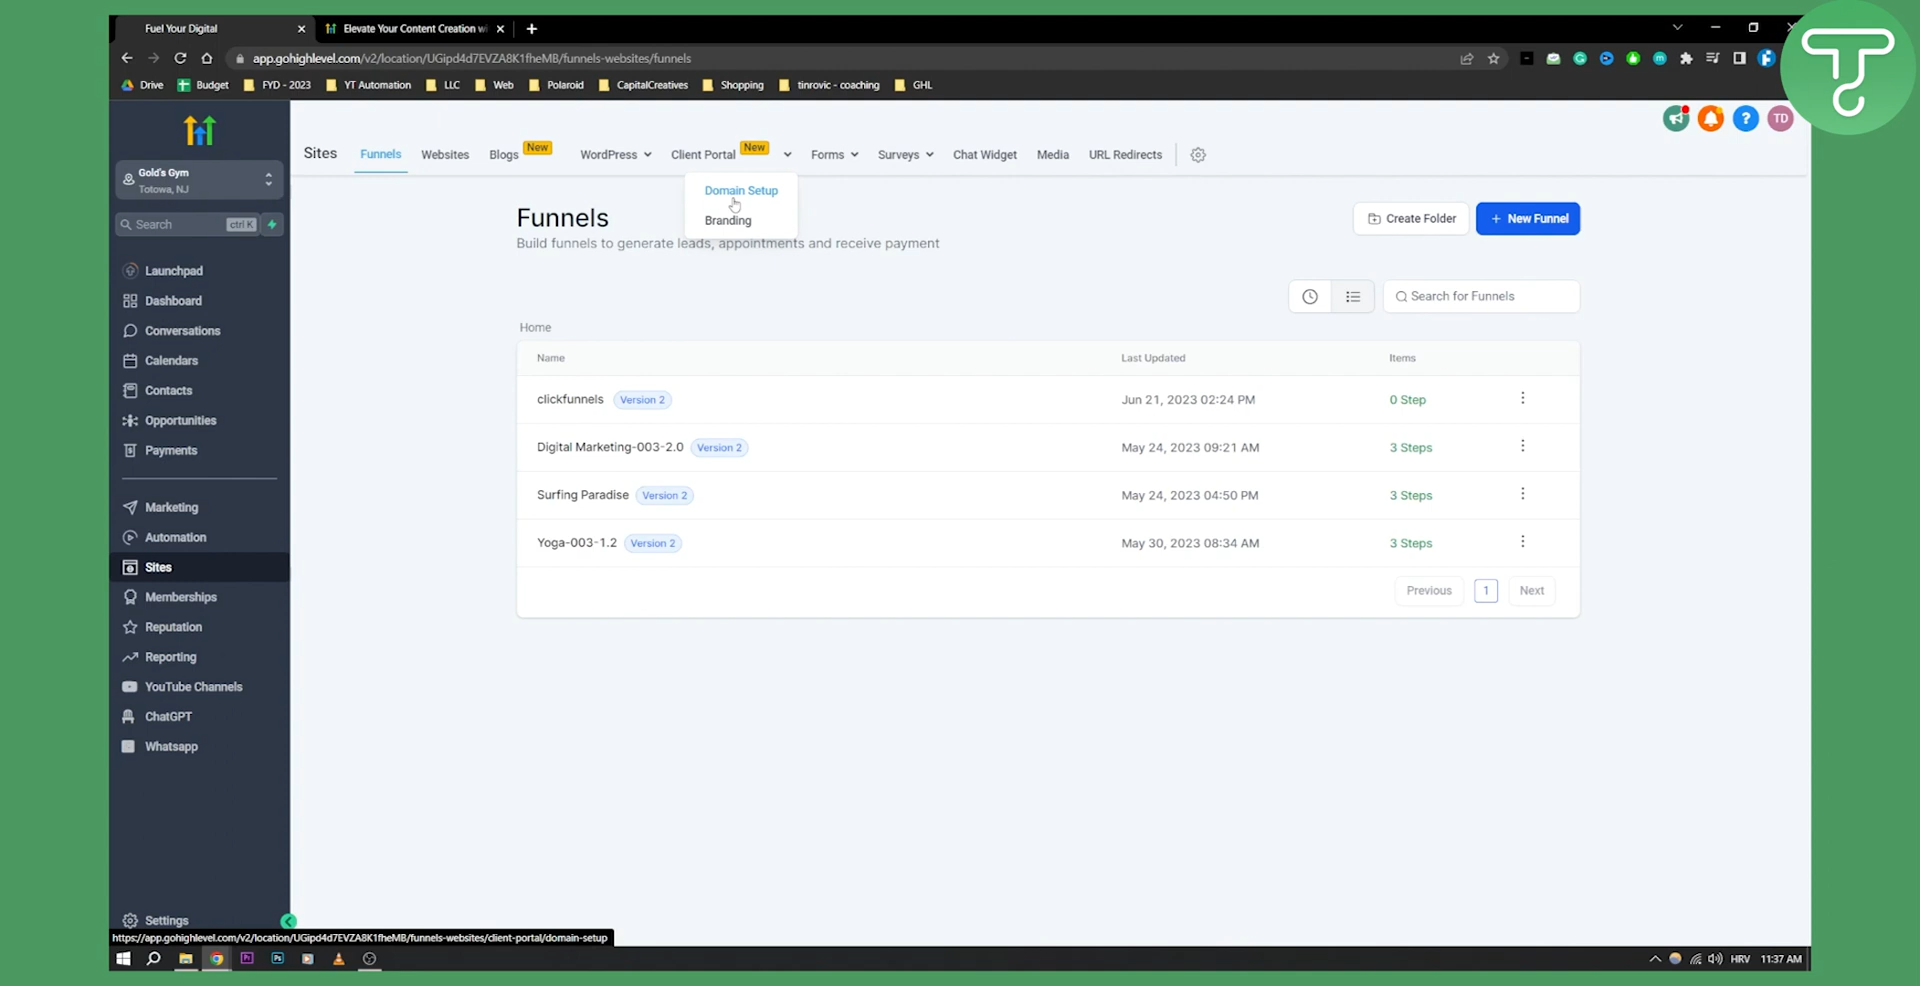 Fuel Your Digital
Elevate Your Content Creation wi
app.gohighlevel.com/v2/location/UGipd4d7EVZA8K1fheMB/funnels-websites/funnels
Drive Budget FYD - 2023 YT Automation LLC Web Polaroid CapitalCreatives Shopping tinrovic - coaching GHL
TD
Sites Funnels Websites Blogs New WordPress Client Portal New Forms Surveys Chat Widget Media URL Redirects
Gold's Gym
Totowa, NJ
Search ctrl K
Domain Setup
Branding
Funnels
Build funnels to generate leads, appointments and receive payment
Create Folder
+ New Funnel
Search for Funnels
Launchpad
Dashboard
Conversations
Calendars
Contacts
Opportunities
Payments
Marketing
Automation
Sites
Memberships
Reputation
Reporting
YouTube Channels
ChatGPT
Whatsapp
Settings
Home
Name Last Updated Items
clickfunnels Version 2 Jun 21, 2023 02:24 PM 0 Step
Digital Marketing-003-2.0 Version 2 May 24, 2023 09:21 AM 3 Steps
Surfing Paradise Version 2 May 24, 2023 04:50 PM 3 Steps
Yoga-003-1.2 Version 2 May 30, 2023 08:34 AM 3 Steps
Previous 1 Next
https://app.gohighlevel.com/v2/location/UGipd4d7EVZA8K1fheMB/funnels-websites/client-portal/domain-setup
HRV 11:37 AM